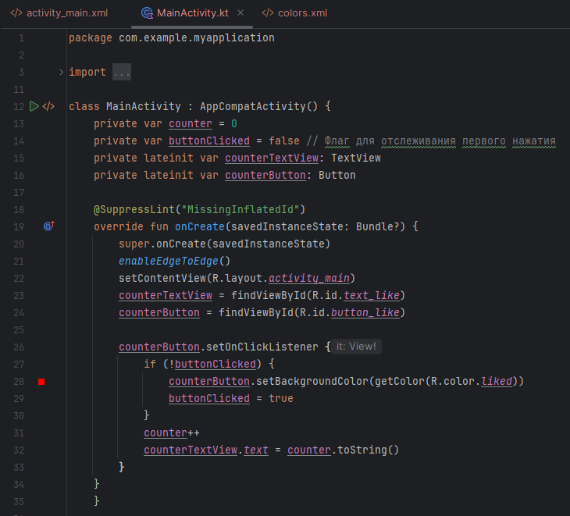 activity_main.xml MainActivity.kt colors.xml
1 package com.example.myapplication
2
3 import ...
11
12 class MainActivity : AppCompatActivity() {
13 private var counter = 0
14 private var buttonClicked = false // Флаг для отслеживания первого нажатия
15 private lateinit var counterTextView: TextView
16 private lateinit var counterButton: Button
17
18 @SuppressLint("MissingInflatedId")
19 override fun onCreate(savedInstanceState: Bundle?) {
20 super.onCreate(savedInstanceState)
21 enableEdgeToEdge()
22 setContentView(R.layout.activity_main)
23 counterTextView = findViewById(R.id.text_like)
24 counterButton = findViewById(R.id.button_like)
25
26 counterButton.setOnClickListener { it: View!
27 if (!buttonClicked) {
28 counterButton.setBackgroundColor(getColor(R.color.liked))
29 buttonClicked = true
30 }
31 counter++
32 counterTextView.text = counter.toString()
33 }
34 }
35 }